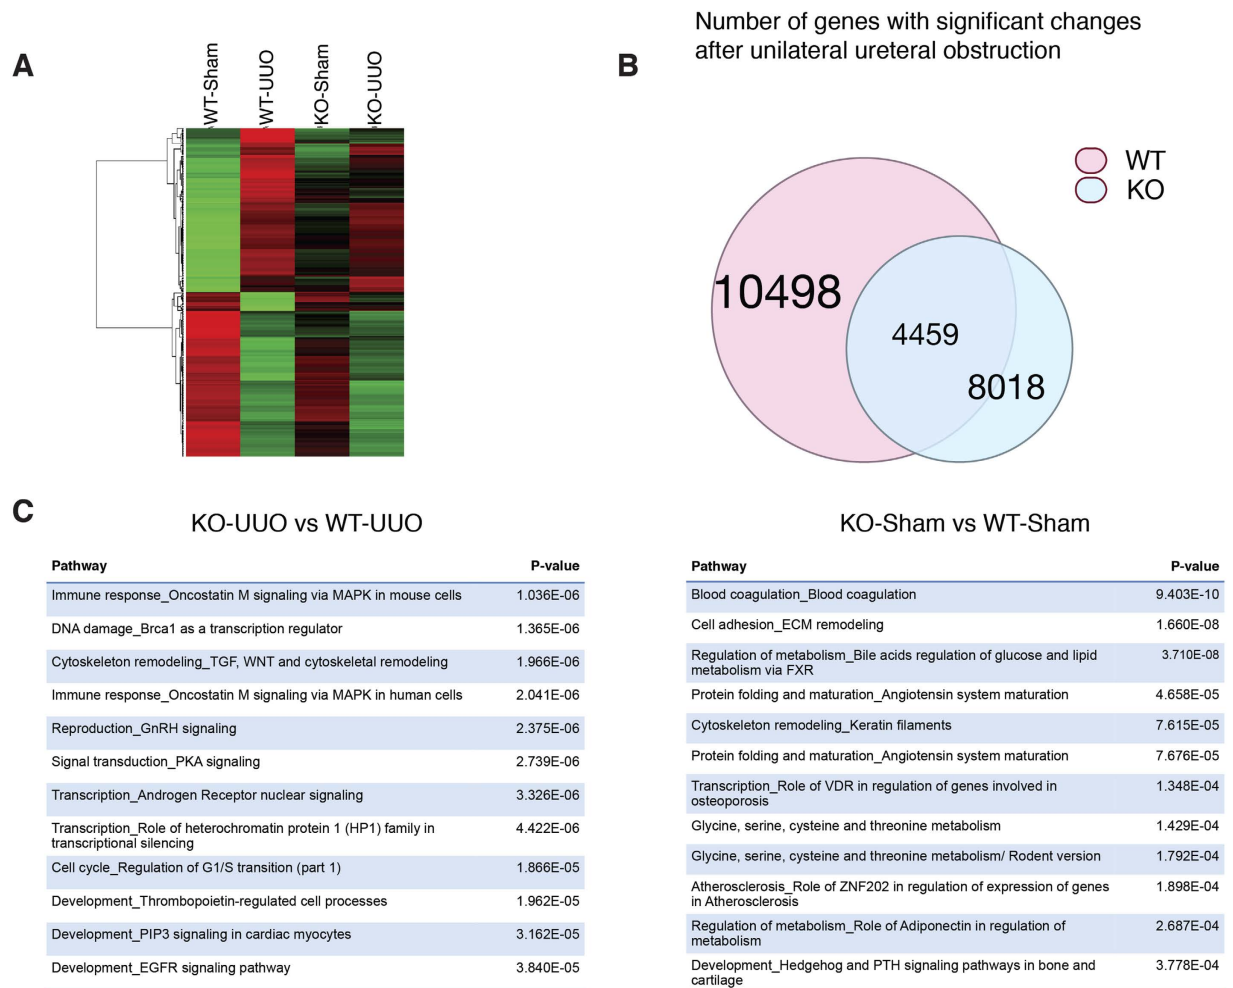 A
WT-Sham
WT-UUO
KO-Sham
KO-UUO
Number of genes with significant changes
after unilateral ureteral obstruction
B
WT
KO
10498
4459
8018
C
KO-UUO vs WT-UUO
Pathway P-value
Immune response_Oncostatin M signaling via MAPK in mouse cells 1.036E-06
DNA damage_Brca1 as a transcription regulator 1.365E-06
Cytoskeleton remodeling_TGF, WNT and cytoskeletal remodeling 1.966E-06
Immune response_Oncostatin M signaling via MAPK in human cells 2.041E-06
Reproduction_GnRH signaling 2.375E-06
Signal transduction_PKA signaling 2.739E-06
Transcription_Androgen Receptor nuclear signaling 3.326E-06
Transcription_Role of heterochromatin protein 1 (HP1) family in 4.422E-06
transcriptional silencing
Cell cycle_Regulation of G1/S transition (part 1) 1.866E-05
Development_Thrombopoietin-regulated cell processes 1.962E-05
Development_PIP3 signaling in cardiac myocytes 3.162E-05
Development_EGFR signaling pathway 3.840E-05
KO-Sham vs WT-Sham
Pathway P-value
Blood coagulation_Blood coagulation 9.403E-10
Cell adhesion_ECM remodeling 1.660E-08
Regulation of metabolism_Bile acids regulation of glucose and lipid 3.710E-08
metabolism via FXR
Protein folding and maturation_Angiotensin system maturation 4.658E-05
Cytoskeleton remodeling_Keratin filaments 7.615E-05
Protein folding and maturation_Angiotensin system maturation 7.676E-05
Transcription_Role of VDR in regulation of genes involved in 1.348E-04
osteoporosis
Glycine, serine, cysteine and threonine metabolism 1.429E-04
Glycine, serine, cysteine and threonine metabolism/ Rodent version 1.792E-04
Atherosclerosis_Role of ZNF202 in regulation of expression of genes 1.898E-04
in Atherosclerosis
Regulation of metabolism_Role of Adiponectin in regulation of 2.687E-04
metabolism
Development_Hedgehog and PTH signaling pathways in bone and 3.778E-04
cartilage